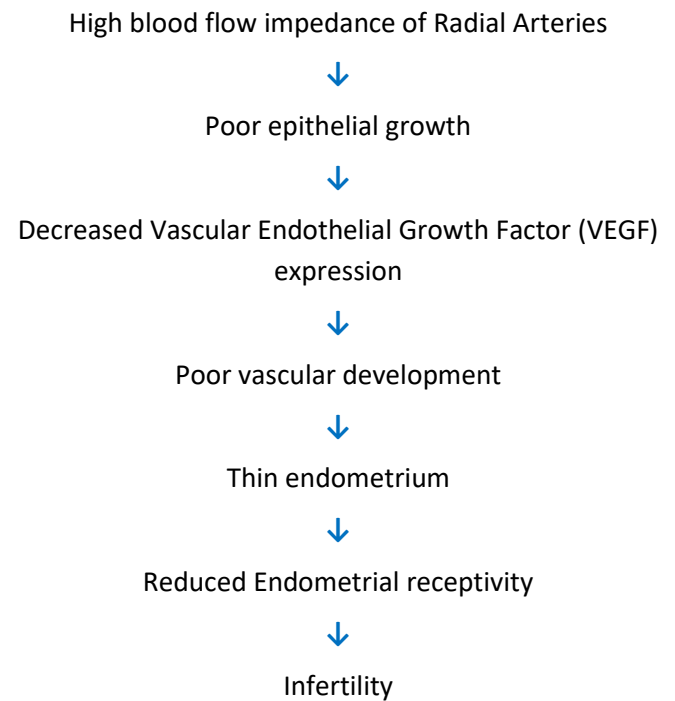 High blood flow impedance of Radial Arteries
↓
Poor epithelial growth
↓
Decreased Vascular Endothelial Growth Factor (VEGF)
expression
↓
Poor vascular development
↓
Thin endometrium
↓
Reduced Endometrial receptivity
↓
Infertility